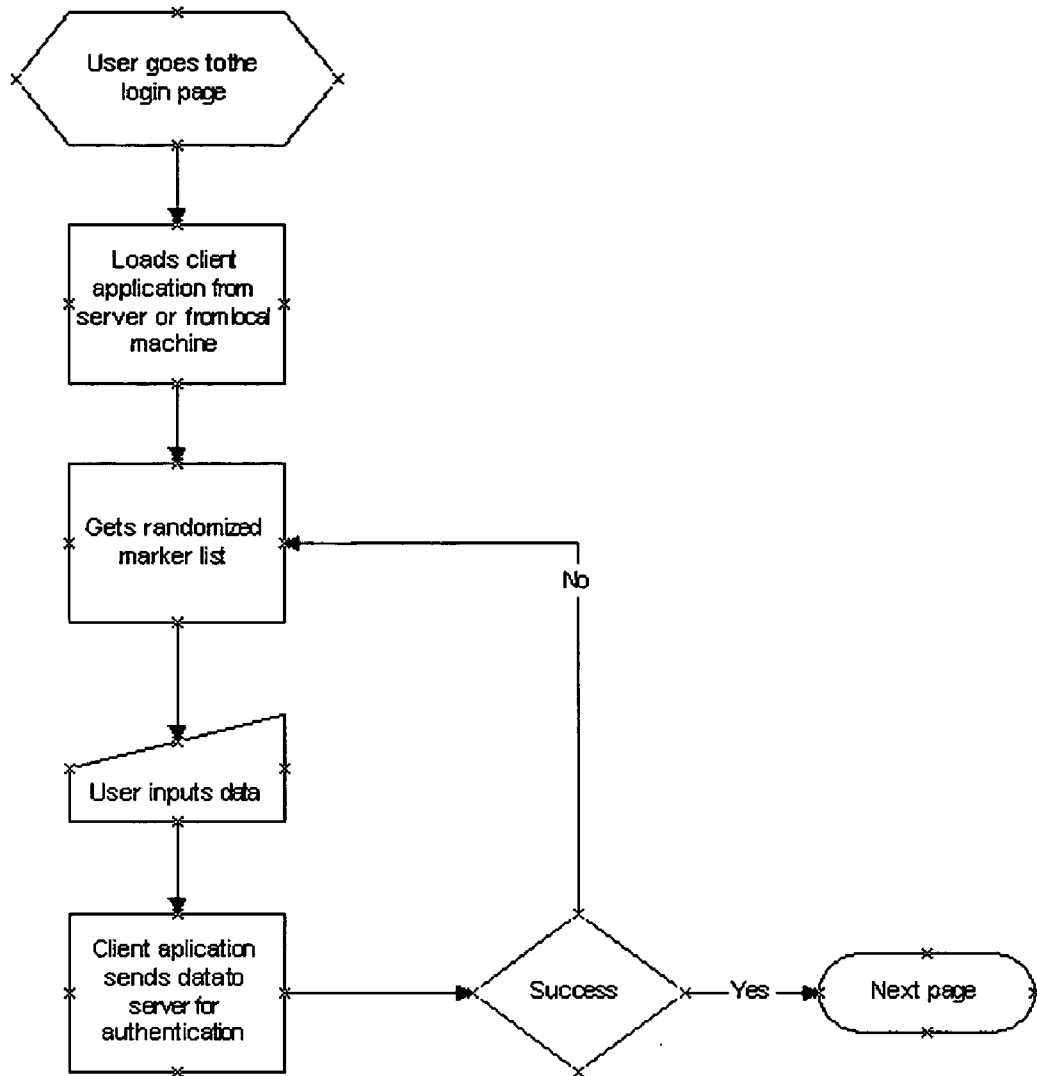 User goes tothe
login page
Loads client
application from
server or fromlocal
machine
Gets randomized
marker list
No
User inputs data
Client aplication
sends datato
server for
authentication
Success
Yes
Next page